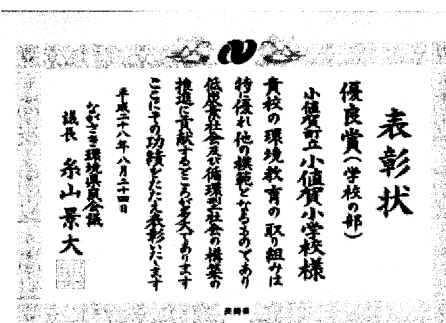 表彰状
優良賞(学校の部)
小値賀町立小値賀小学校様
貴校の環境教育の取り組みは
特に優れ他の模範となるものであり
低炭素社会及び循環型社会の構築の
推進に貢献するところが多大であります
ここにその功績をたたえ表彰いたします
平成二十八年八月二十四日
ながさき環境県民会議
議長 糸山景大
長崎県